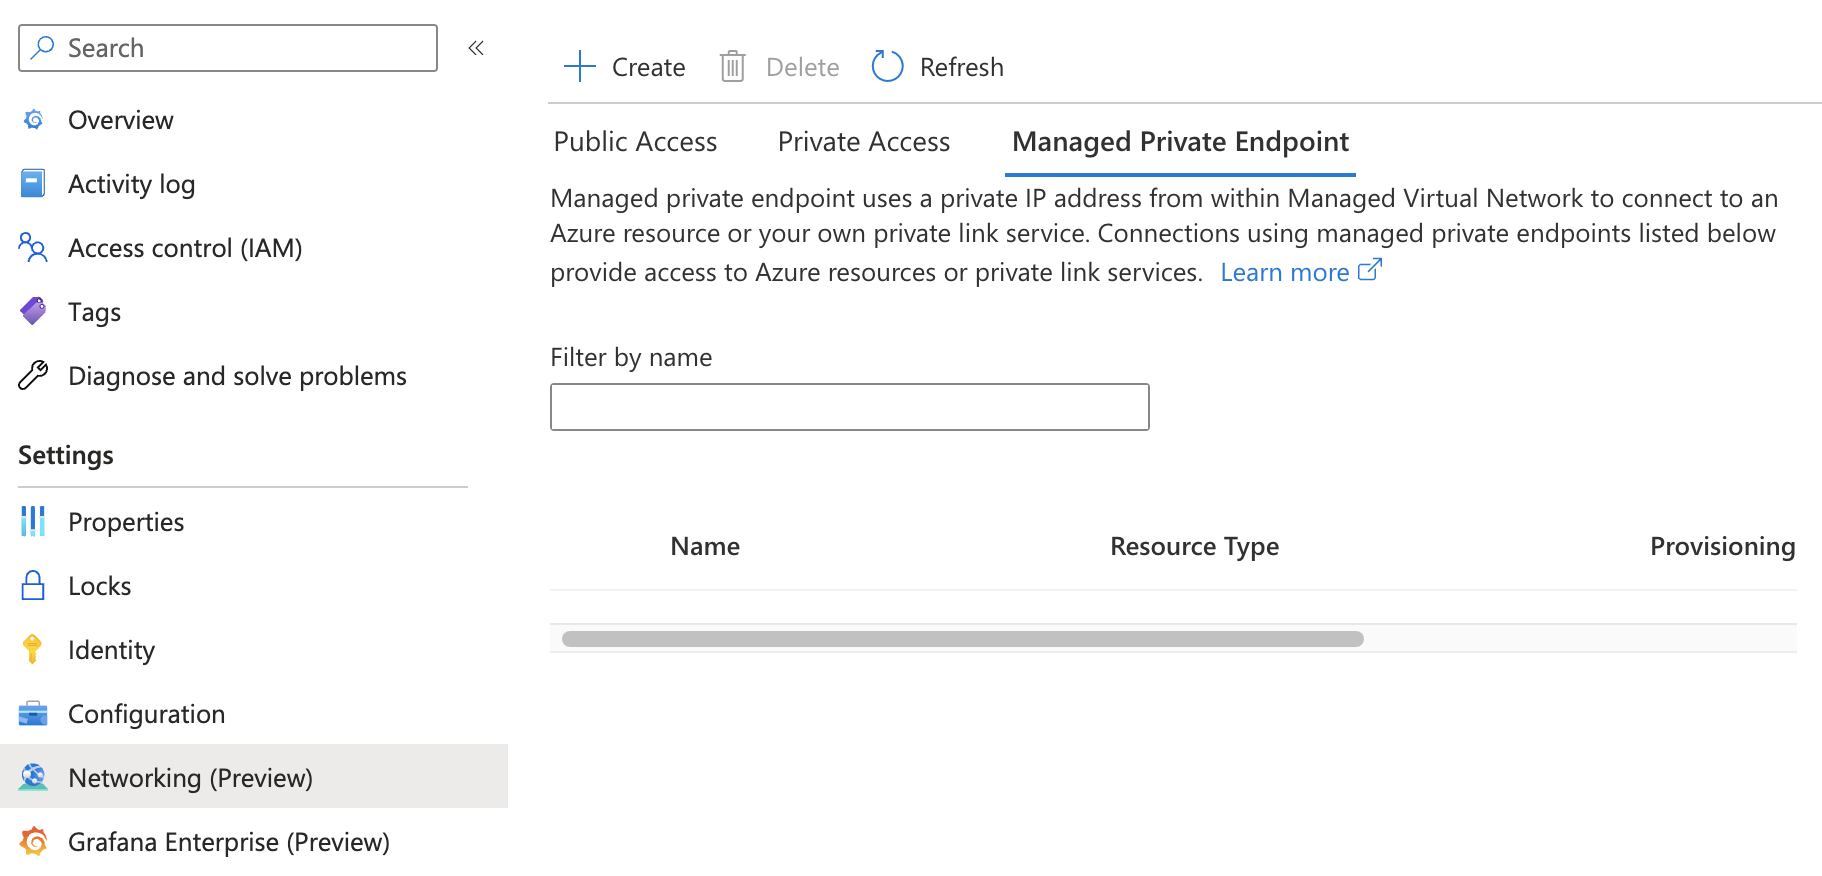 Search
Overview
Activity log
Access control (IAM)
Tags
Diagnose and solve problems
Settings
Properties
Locks
Identity
Configuration
Networking (Preview)
Grafana Enterprise (Preview)
Create
Delete
Refresh
Public Access
Private Access
Managed Private Endpoint
Managed private endpoint uses a private IP address from within Managed Virtual Network to connect to an
Azure resource or your own private link service. Connections using managed private endpoints listed below
provide access to Azure resources or private link services. Learn more
Filter by name
Name
Resource Type
Provisioning